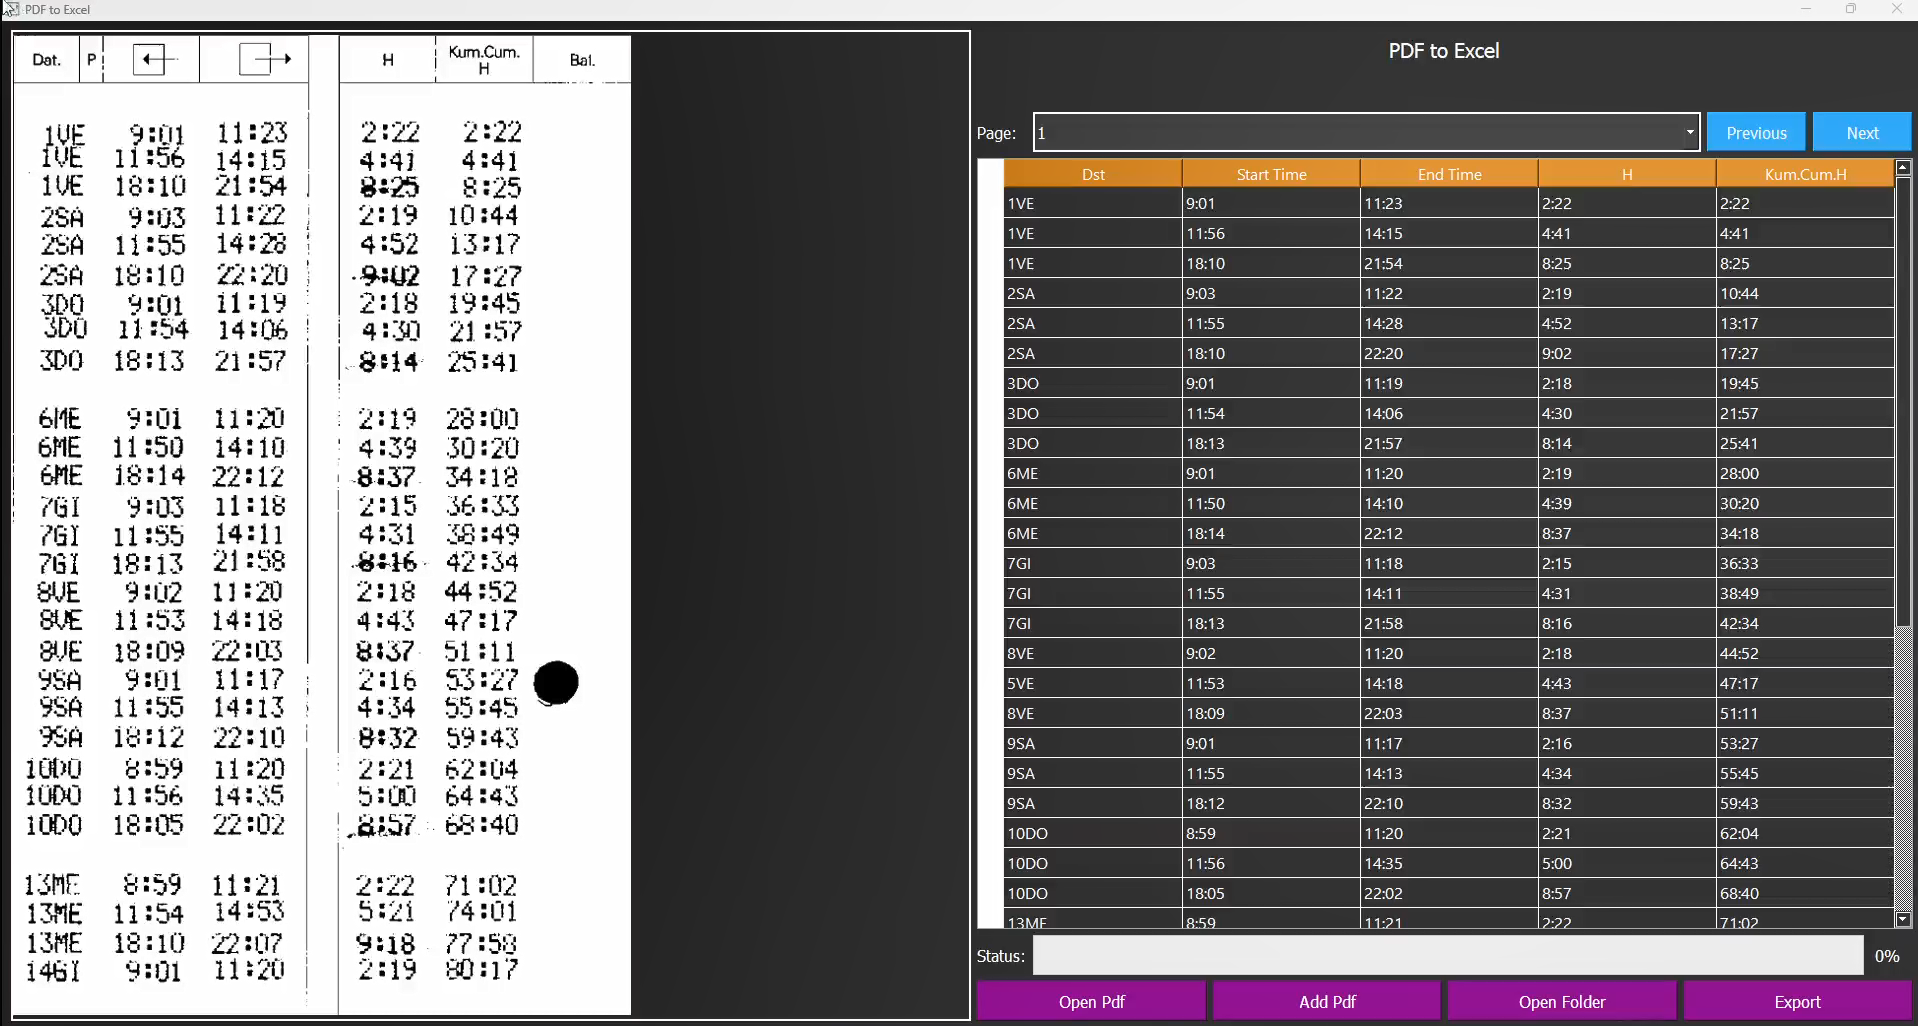 PDF to Excel
Dat. P H Kum.Cum. H Bal.
1VE 9:01 11:23 2:22 2:22
1VE 11:56 14:15 4:41 4:41
1VE 18:10 21:54 8:25 8:25
2SA 9:03 11:22 2:19 10:44
2SA 11:55 14:28 4:52 13:17
2SA 18:10 22:20 9:02 17:27
3DO 9:01 11:19 2:18 19:45
3DO 11:54 14:06 4:30 21:57
3DO 18:13 21:57 8:14 25:41
6ME 9:01 11:20 2:19 28:00
6ME 11:50 14:10 4:39 30:20
6ME 18:14 22:12 8:37 34:18
7GI 9:03 11:18 2:15 36:33
7GI 11:55 14:11 4:31 38:49
7GI 18:13 21:58 8:16 42:34
8VE 9:02 11:20 2:18 44:52
8VE 11:53 14:18 4:43 47:17
8VE 18:09 22:03 8:37 51:11
9SA 9:01 11:17 2:16 53:27
9SA 11:55 14:13 4:34 55:45
9SA 18:12 22:10 8:32 59:43
10DO 8:59 11:20 2:21 62:04
10DO 11:56 14:35 5:00 64:43
10DO 18:05 22:02 8:57 68:40
13ME 8:59 11:21 2:22 71:02
13ME 11:54 14:53 5:21 74:01
13ME 18:10 22:07 9:18 77:58
14GI 9:01 11:20 2:19 80:17
PDF to Excel
Page: 1 Previous Next
Dst Start Time End Time H Kum.Cum.H
1VE 9:01 11:23 2:22 2:22
1VE 11:56 14:15 4:41 4:41
1VE 18:10 21:54 8:25 8:25
2SA 9:03 11:22 2:19 10:44
2SA 11:55 14:28 4:52 13:17
2SA 18:10 22:20 9:02 17:27
3DO 9:01 11:19 2:18 19:45
3DO 11:54 14:06 4:30 21:57
3DO 18:13 21:57 8:14 25:41
6ME 9:01 11:20 2:19 28:00
6ME 11:50 14:10 4:39 30:20
6ME 18:14 22:12 8:37 34:18
7GI 9:03 11:18 2:15 36:33
7GI 11:55 14:11 4:31 38:49
7GI 18:13 21:58 8:16 42:34
8VE 9:02 11:20 2:18 44:52
5VE 11:53 14:18 4:43 47:17
8VE 18:09 22:03 8:37 51:11
9SA 9:01 11:17 2:16 53:27
9SA 11:55 14:13 4:34 55:45
9SA 18:12 22:10 8:32 59:43
10DO 8:59 11:20 2:21 62:04
10DO 11:56 14:35 5:00 64:43
10DO 18:05 22:02 8:57 68:40
13ME 8:59 11:21 2:22 71:02
Status: 0%
Open Pdf Add Pdf Open Folder Export